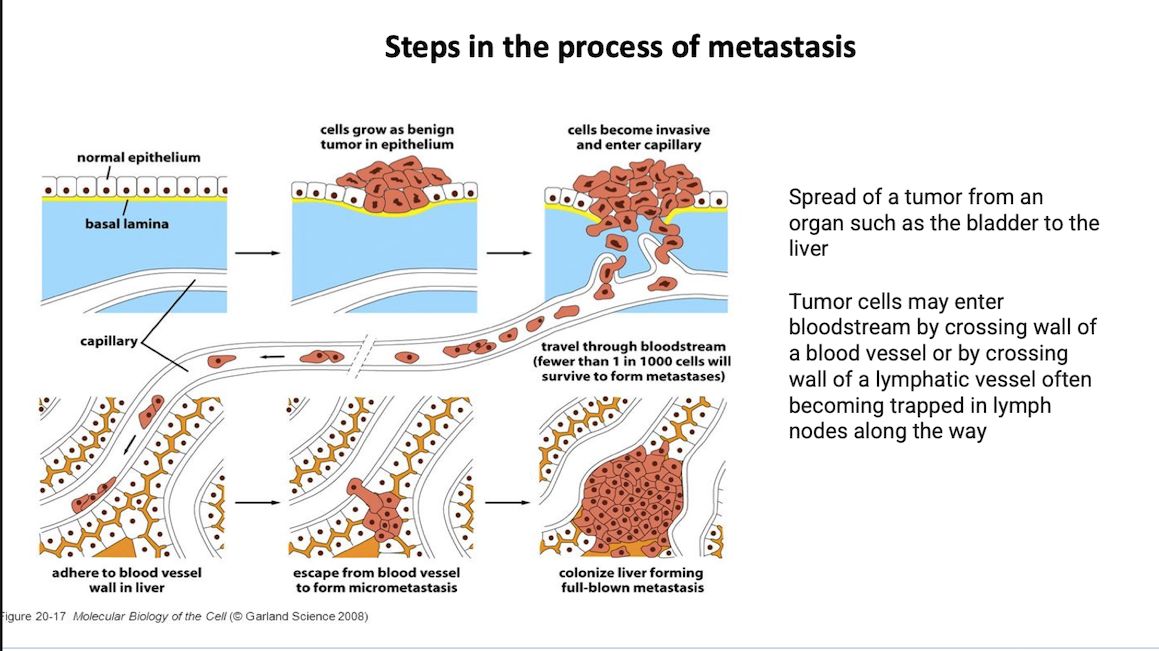 Steps in the process of metastasis
normal epithelium
basal lamina
capillary
cells grow as benign
tumor in epithelium
cells become invasive
and enter capillary
travel through bloodstream
(fewer than 1 in 1000 cells will
survive to form metastases)
adhere to blood vessel
wall in liver
escape from blood vessel
to form micrometastasis
colonize liver forming
full-blown metastasis
Figure 20-17 Molecular Biology of the Cell (© Garland Science 2008)
Spread of a tumor from an
organ such as the bladder to the
liver
Tumor cells may enter
bloodstream by crossing wall of
a blood vessel or by crossing
wall of a lymphatic vessel often
becoming trapped in lymph
nodes along the way